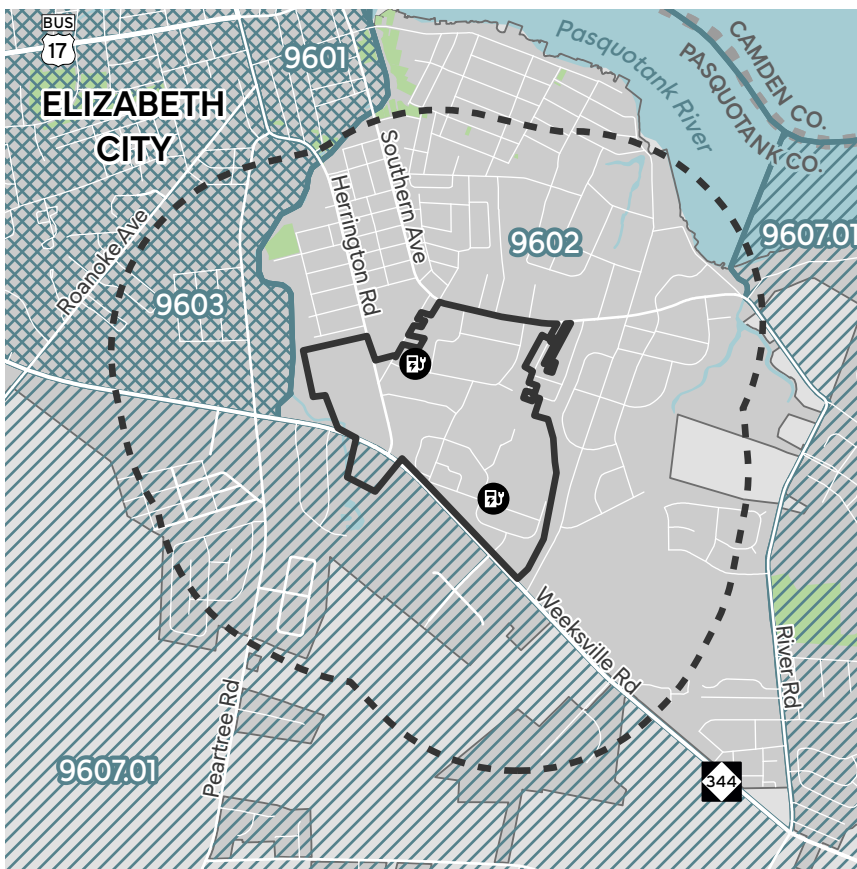 BUS
17
9601
ELIZABETH
CITY
Pasquotank River
CAMDEN CO.
PASQUOTANK CO.
Southern Ave
Herrington Rd
Roanoke Ave
9602
9607.01
9603
Weeksville Rd
River Rd
Peartree Rd
9607.01
344